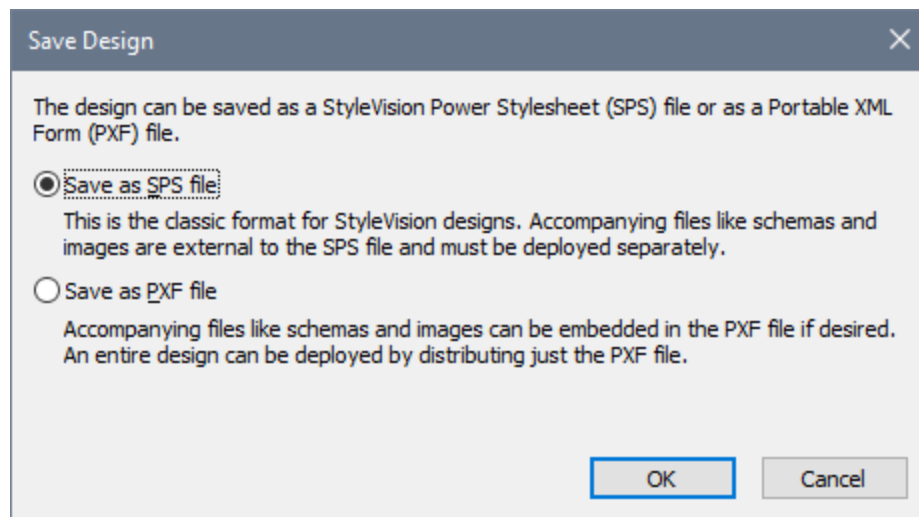 Save Design
The design can be saved as a StyleVision Power Stylesheet (SPS) file or as a Portable XML
Form (PXF) file.
Save as SPS file
This is the classic format for StyleVision designs. Accompanying files like schemas and
images are external to the SPS file and must be deployed separately.
Save as PXF file
Accompanying files like schemas and images can be embedded in the PXF file if desired.
An entire design can be deployed by distributing just the PXF file.
OK Cancel